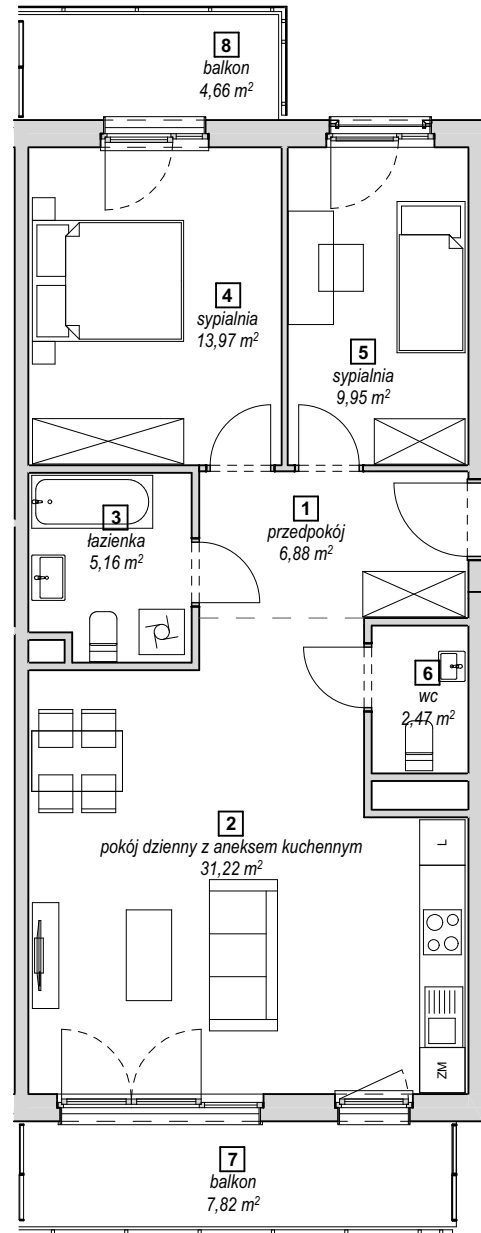 8
balkon
4,66 m²
4
sypialnia
13,97 m²
5
sypialnia
9,95 m²
3
łazienka
5,16 m²
1
przedpokój
6,88 m²
6
wc
2,47 m²
2
pokój dzienny z aneksem kuchennym
31,22 m²
L
ZM
7
balkon
7,82 m²